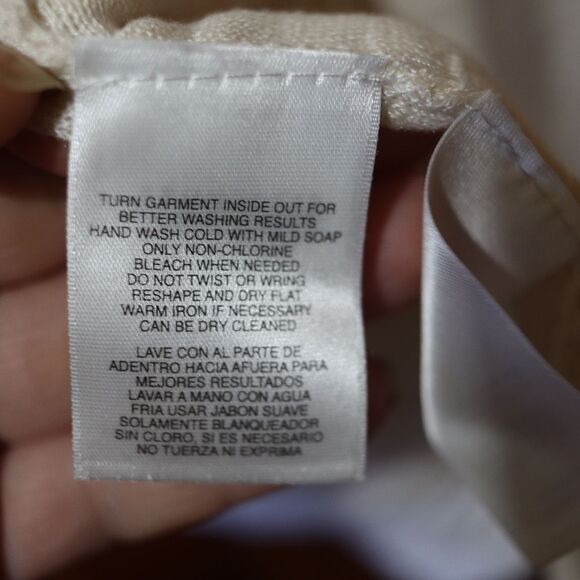 TURN GARMENT INSIDE OUT FOR
BETTER WASHING RESULTS
HAND WASH COLD WITH MILD SOAP
ONLY NON-CHLORINE
BLEACH WHEN NEEDED
DO NOT TWIST OR WRING
RESHAPE AND DRY FLAT
WARM IRON IF NECESSARY
CAN BE DRY CLEANED
LAVE CON AL PARTE DE
ADENTRO HACIA AFUERA PARA
MEJORES RESULTADOS
LAVAR A MANO CON AGUA
FRIA USAR JABON SUAVE
SOLAMENTE BLANQUEADOR
SIN CLORO, SI ES NECESARIO
NO TUERZA NI EXPRIMA